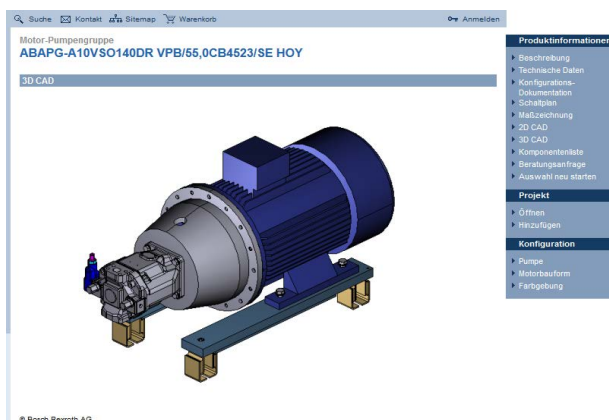 Suche Kontakt Sitemap Warenkorb Anmelden
Motor-Pumpengruppe
ABAPG-A10VSO140DR VPB/55,0CB4523/SE HOY
3D CAD
Produktinformationen
Beschreibung
Technische Daten
Konfigurations-
Dokumentation
Schaltplan
Maßzeichnung
2D CAD
3D CAD
Komponentenliste
Beratungsanfrage
Auswahl neu starten
Projekt
Öffnen
Hinzufügen
Konfiguration
Pumpe
Motorbauform
Farbgebung
© Bosch Rexroth AG